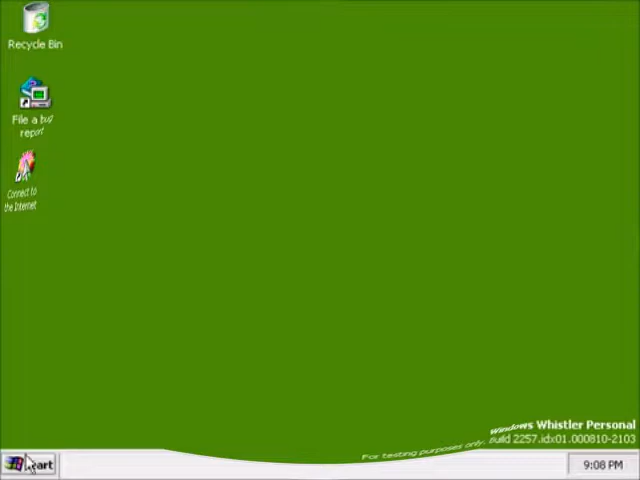 Recycle Bin
File a bug
report
Connect to
the Internet
Windows Whistler Personal
For testing purposes only. Build 2257.idx01.000810-2103
9:08 PM